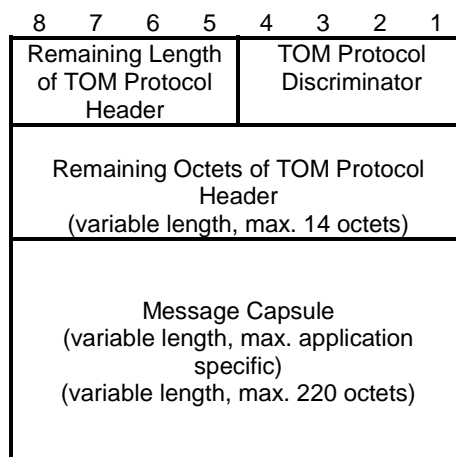 8 7 6 5 4 3 2 1
Remaining Length
of TOM Protocol
Header
TOM Protocol
Discriminator
Remaining Octets of TOM Protocol
Header
(variable length, max. 14 octets)
Message Capsule
(variable length, max. application
specific)
(variable length, max. 220 octets)